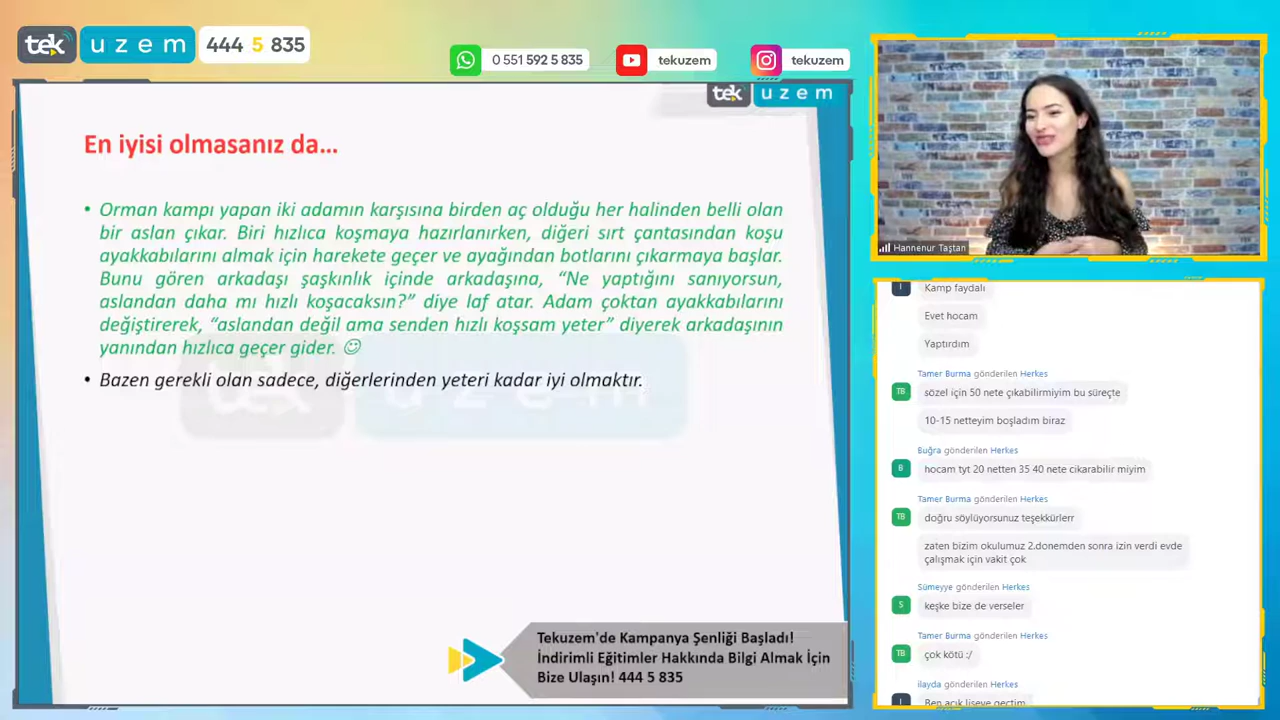 tek uzem 444 5 835
0 551 592 5 835
tekuzem
tekuzem
tek uzem
En iyisi olmasanız da...
• Orman kampı yapan iki adamın karşısına birden aç olduğu her halinden belli olan
bir aslan çıkar. Biri hızlıca koşmaya hazırlanırken, diğeri sırt çantasından koşu
ayakkabılarını almak için harekete geçer ve ayağından botlarını çıkarmaya başlar.
Bunu gören arkadaşı şaşkınlık içinde arkadaşına, “Ne yaptığını sanıyorsun,
aslandan daha mı hızlı koşacaksın?” diye laf atar. Adam çoktan ayakkabılarını
değiştirerek, “aslandan değil ama senden hızlı koşsam yeter” diyerek arkadaşının
yanından hızlıca geçer gider. ☺
• Bazen gerekli olan sadece, diğerlerinden yeteri kadar iyi olmaktır.
tek uzem
Tekuzem'de Kampanya Şenliği Başladı!
İndirimli Eğitimler Hakkında Bilgi Almak İçin
Bize Ulaşın! 444 5 835
Hannenur Taştan
I
Kamp faydalı
Evet hocam
Yaptırdım
Tamer Burma gönderilen Herkes
TB
sözel için 50 nete çıkabilirmiyim bu süreçte
10-15 netteyim boşladım biraz
Buğra gönderilen Herkes
B
hocam tyt 20 netten 35 40 nete cikarabilir miyim
Tamer Burma gönderilen Herkes
TB
doğru söylüyorsunuz teşekkürlerr
zaten bizim okulumuz 2.donemden sonra izin verdi evde
çalışmak için vakit çok
Sümeyye gönderilen Herkes
S
keşke bize de verseler
Tamer Burma gönderilen Herkes
TB
çok kötü :/
ilayda gönderilen Herkes
I
Ben açık liseye geçtim